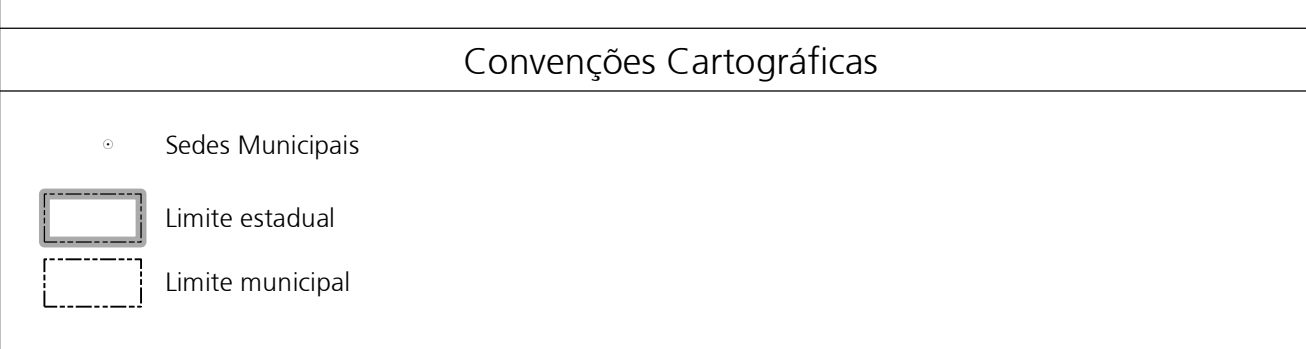 Convenções Cartográficas
Sedes Municipais
Limite estadual
Limite municipal